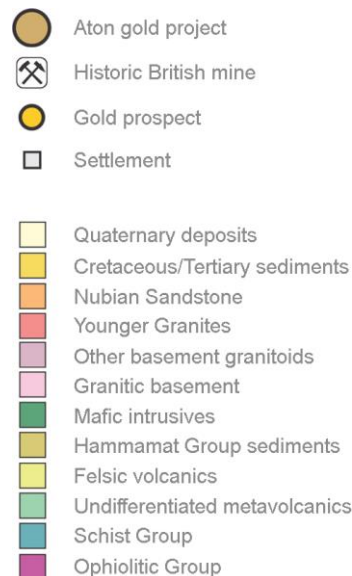 Aton gold project
Historic British mine
Gold prospect
Settlement
Quaternary deposits
Cretaceous/Tertiary sediments
Nubian Sandstone
Younger Granites
Other basement granitoids
Granitic basement
Mafic intrusives
Hammamat Group sediments
Felsic volcanics
Undifferentiated metavolcanics
Schist Group
Ophiolitic Group